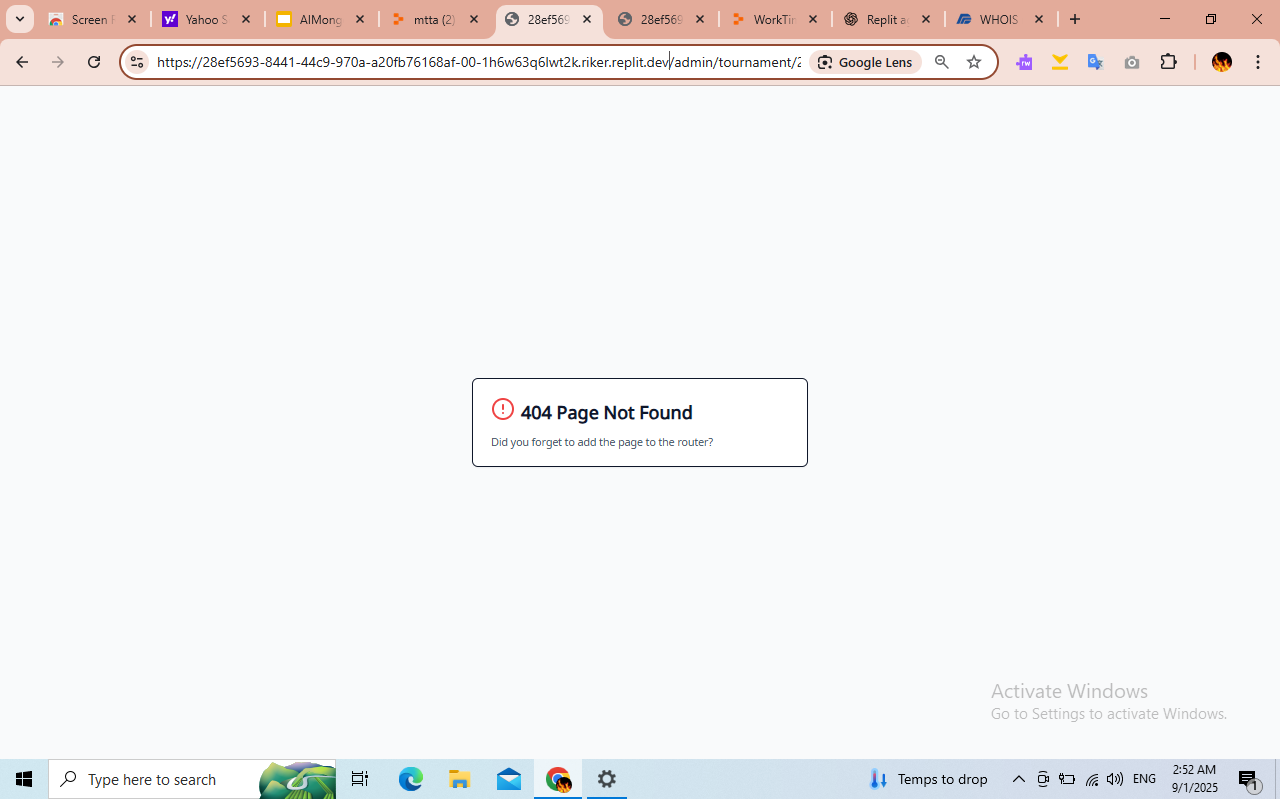 Screen
Yahoo S
AIMong
mtta (2)
28ef569
28ef569
WorkTi
Replit a
WHOIS
https://28ef5693-8441-44c9-970a-a20fb76168af-00-1h6w63q6lwt2k.riker.replit.dev/admin/tournament/2
Google Lens
404 Page Not Found
Did you forget to add the page to the router?
Activate Windows
Go to Settings to activate Windows.
Type here to search
Temps to drop
ENG
2:52 AM
9/1/2025
1